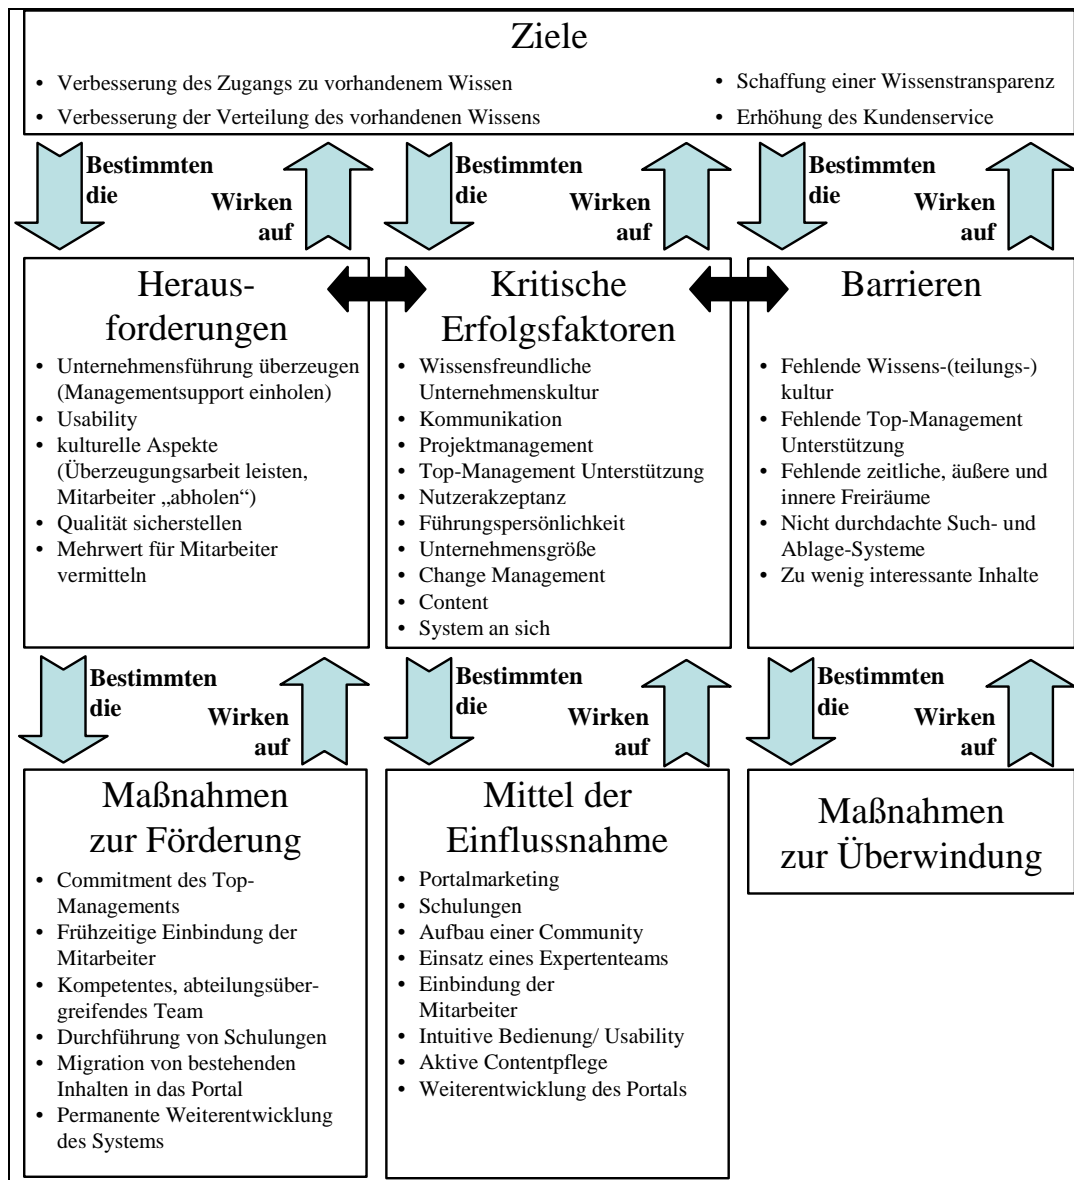 Ziele
• Verbesserung des Zugangs zu vorhandenem Wissen
• Verbesserung der Verteilung des vorhandenen Wissens
• Schaffung einer Wissenstransparenz
• Erhöhung des Kundenservice
Bestimmten
die
Wirken
auf
Bestimmten
die
Wirken
auf
Bestimmten
die
Wirken
auf
Heraus-
forderungen
• Unternehmensführung überzeugen
(Managementsupport einholen)
• Usability
• kulturelle Aspekte
(Überzeugungsarbeit leisten,
Mitarbeiter „abholen“)
• Qualität sicherstellen
• Mehrwert für Mitarbeiter
vermitteln
Kritische
Erfolgsfaktoren
• Wissensfreundliche
Unternehmenskultur
• Kommunikation
• Projektmanagement
• Top-Management Unterstützung
• Nutzerakzeptanz
• Führungspersönlichkeit
• Unternehmensgröße
• Change Management
• Content
• System an sich
Barrieren
• Fehlende Wissens-(teilungs-)
kultur
• Fehlende Top-Management
Unterstützung
• Fehlende zeitliche, äußere und
innere Freiräume
• Nicht durchdachte Such- und
Ablage-Systeme
• Zu wenig interessante Inhalte
Bestimmten
die
Wirken
auf
Bestimmten
die
Wirken
auf
Bestimmten
die
Wirken
auf
Maßnahmen
zur Förderung
• Commitment des Top-
Managements
• Frühzeitige Einbindung der
Mitarbeiter
• Kompetentes, abteilungsüber-
greifendes Team
• Durchführung von Schulungen
• Migration von bestehenden
Inhalten in das Portal
• Permanente Weiterentwicklung
des Systems
Mittel der
Einflussnahme
• Portalmarketing
• Schulungen
• Aufbau einer Community
• Einsatz eines Expertenteams
• Einbindung der
Mitarbeiter
• Intuitive Bedienung/ Usability
• Aktive Contentpflege
• Weiterentwicklung des Portals
Maßnahmen
zur Überwindung